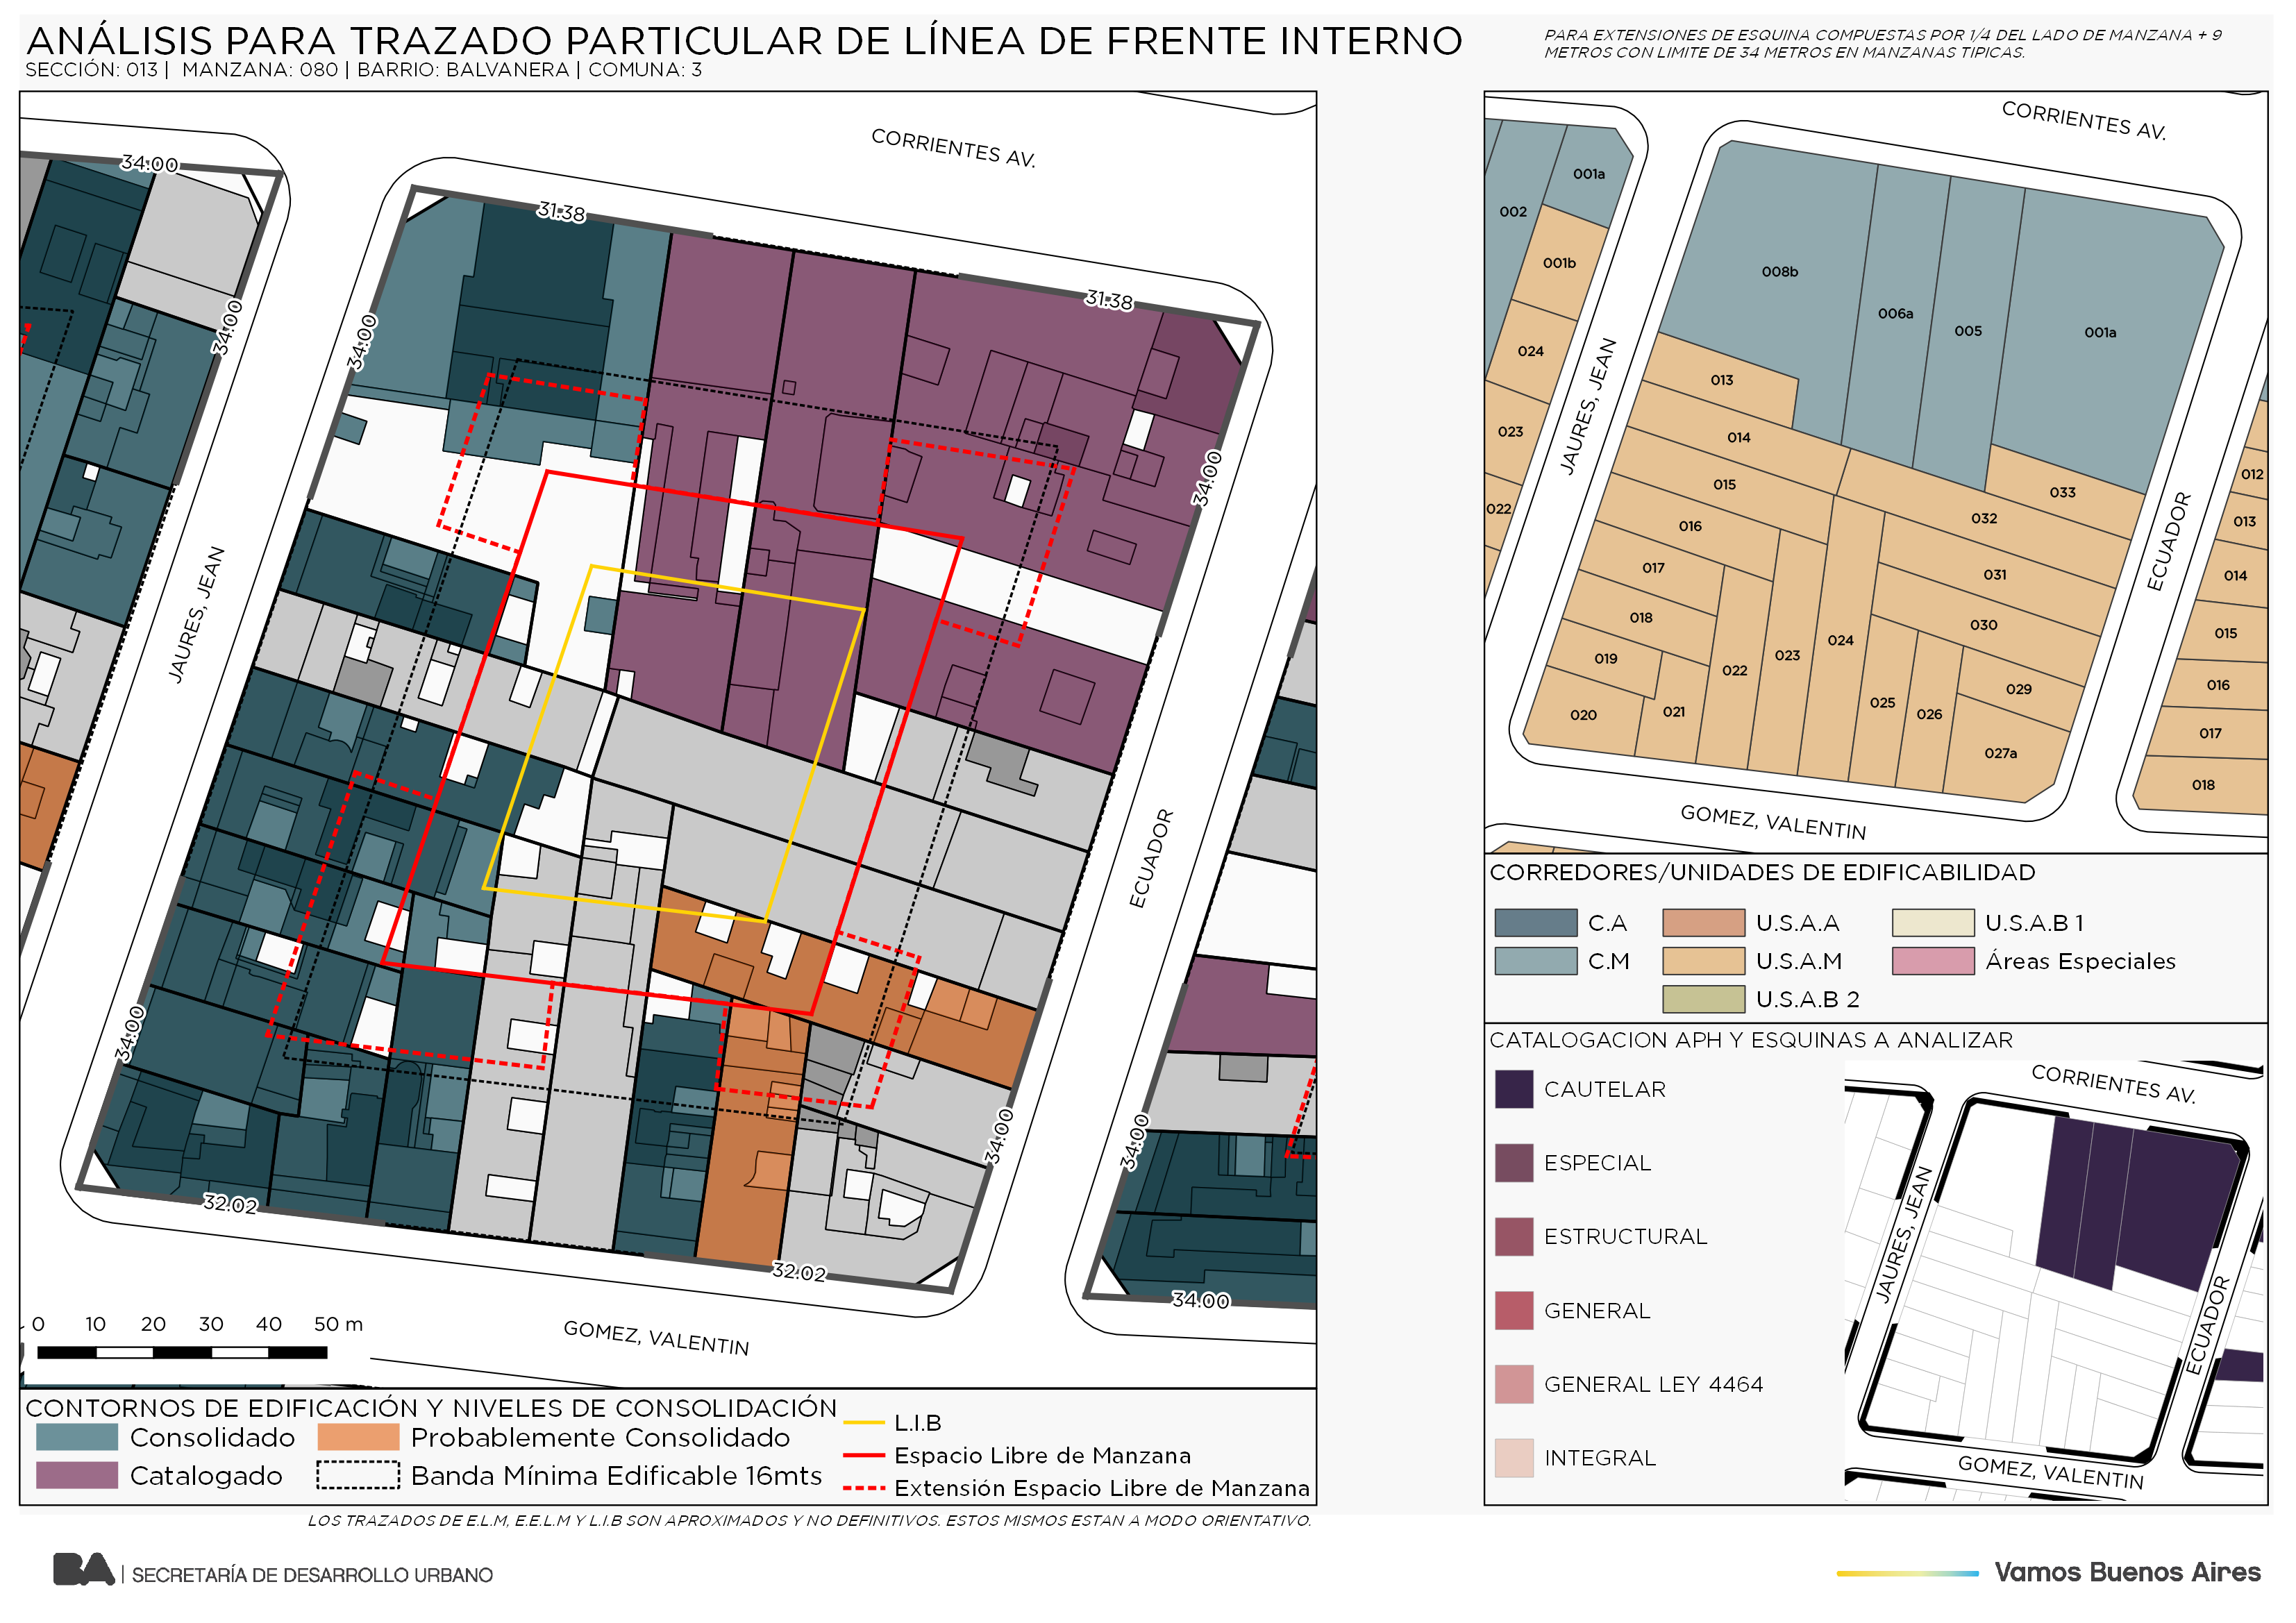 ANÁLISIS PARA TRAZADO PARTICULAR DE LÍNEA DE FRENTE INTERNO
SECCIÓN: 013 | MANZANA: 080 | BARRIO: BALVANERA | COMUNA: 3
PARA EXTENSIONES DE ESQUINA COMPUESTAS POR 1/4 DEL LADO DE MANZANA + 9
METROS CON LIMITE DE 34 METROS EN MANZANAS TIPICAS.
CORRIENTES AV.
34.00
31.38
31.38
34.00
34.00
34.00
JAURES, JEAN
ECUADOR
34.00
34.00
34.00
32.02
32.02
34.00
GOMEZ, VALENTIN
0 10 20 30 40 50 m
CONTORNOS DE EDIFICACIÓN Y NIVELES DE CONSOLIDACIÓN
Consolidado
Probablemente Consolidado
Catalogado
Banda Mínima Edificable 16mts
L.I.B
Espacio Libre de Manzana
Extensión Espacio Libre de Manzana
CORRIENTES AV.
001a
002
001b
024
023
022
008b
006a
005
001a
013
014
015
016
017
018
019
020
021
022
023
024
025
026
027a
029
030
031
032
033
012
013
014
015
016
017
018
JAURES, JEAN
ECUADOR
GOMEZ, VALENTIN
CORREDORES/UNIDADES DE EDIFICABILIDAD
C.A
U.S.A.A
U.S.A.B 1
C.M
U.S.A.M
Áreas Especiales
U.S.A.B 2
CATALOGACION APH Y ESQUINAS A ANALIZAR
CAUTELAR
ESPECIAL
ESTRUCTURAL
GENERAL
GENERAL LEY 4464
INTEGRAL
CORRIENTES AV.
JAURES, JEAN
ECUADOR
GOMEZ, VALENTIN
LOS TRAZADOS DE E.L.M, E.E.L.M Y L.I.B SON APROXIMADOS Y NO DEFINITIVOS. ESTOS MISMOS ESTAN A MODO ORIENTATIVO.
BA | SECRETARÍA DE DESARROLLO URBANO
Vamos Buenos Aires